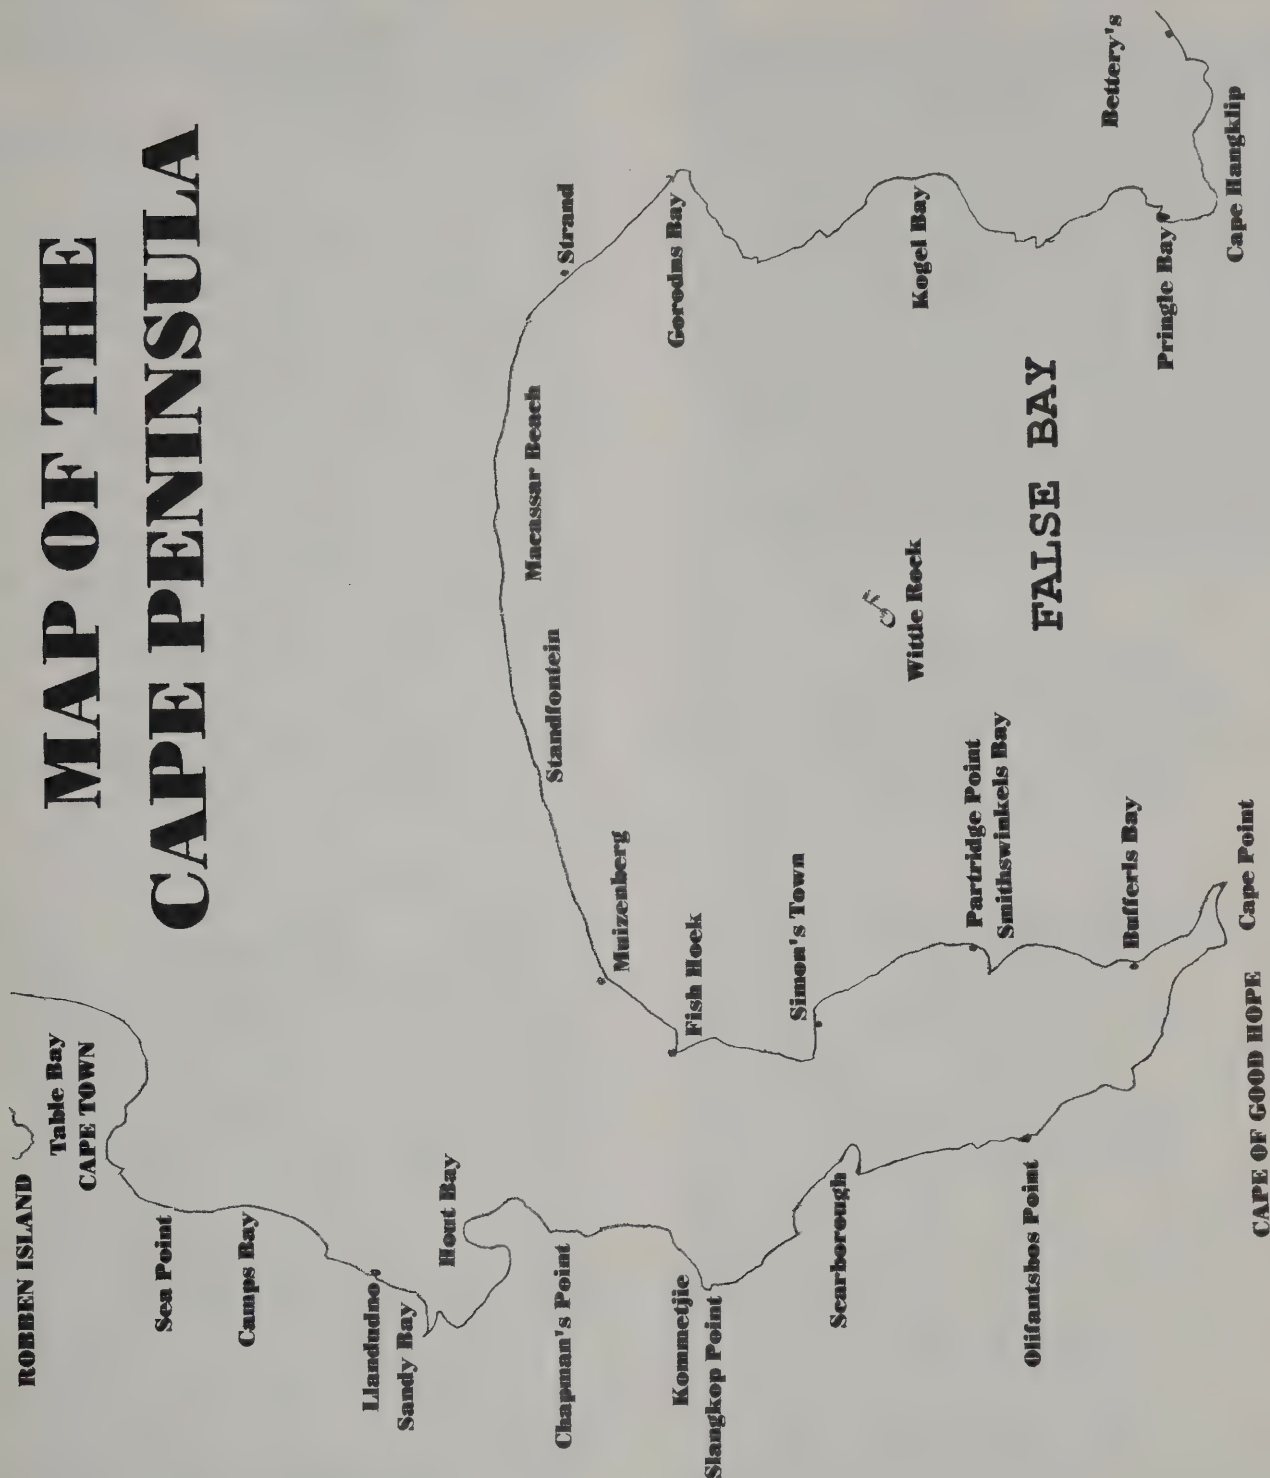 MAP OF THE
CAPE PENINSULA
ROBBEN ISLAND
Table Bay
CAPE TOWN
Sea Point
Camps Bay
Llandudno
Sandy Bay
Hout Bay
Chapman's Point
Kommetjie
Slangkop Point
Scarborough
Olifantsbos Point
CAPE OF GOOD HOPE
Cape Point
Bufferls Bay
Smithswinkels Bay
Partridge Point
Simon's Town
Fish Hoek
Muizenberg
Standfontein
Macassar Beach
Strand
Gorodns Bay
Kogel Bay
Wittle Rock
FALSE BAY
Pringle Bay
Cape Hangklip
Bettery's